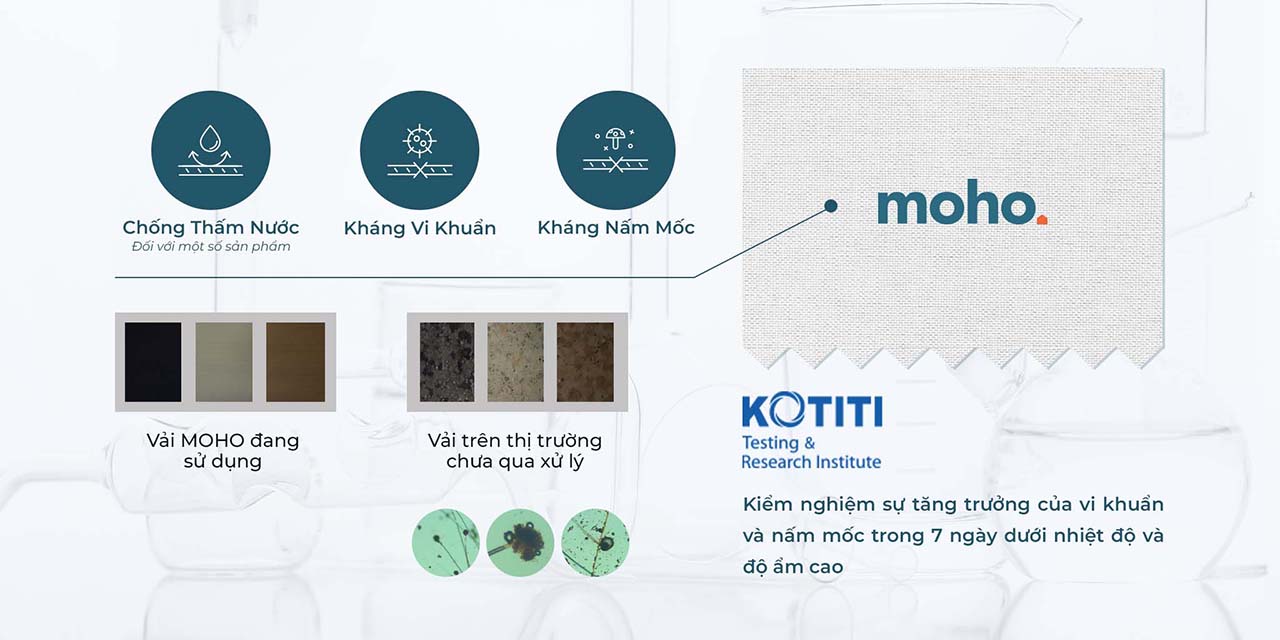 Chống Thấm Nước
Đối với một số sản phẩm
Kháng Vi Khuẩn
Kháng Nấm Mốc
moho.
Vải MOHO đang
sử dụng
Vải trên thị trường
chưa qua xử lý
KOTITI
Testing &
Research Institute
Kiểm nghiệm sự tăng trưởng của vi khuẩn
và nấm mốc trong 7 ngày dưới nhiệt độ và
độ ẩm cao